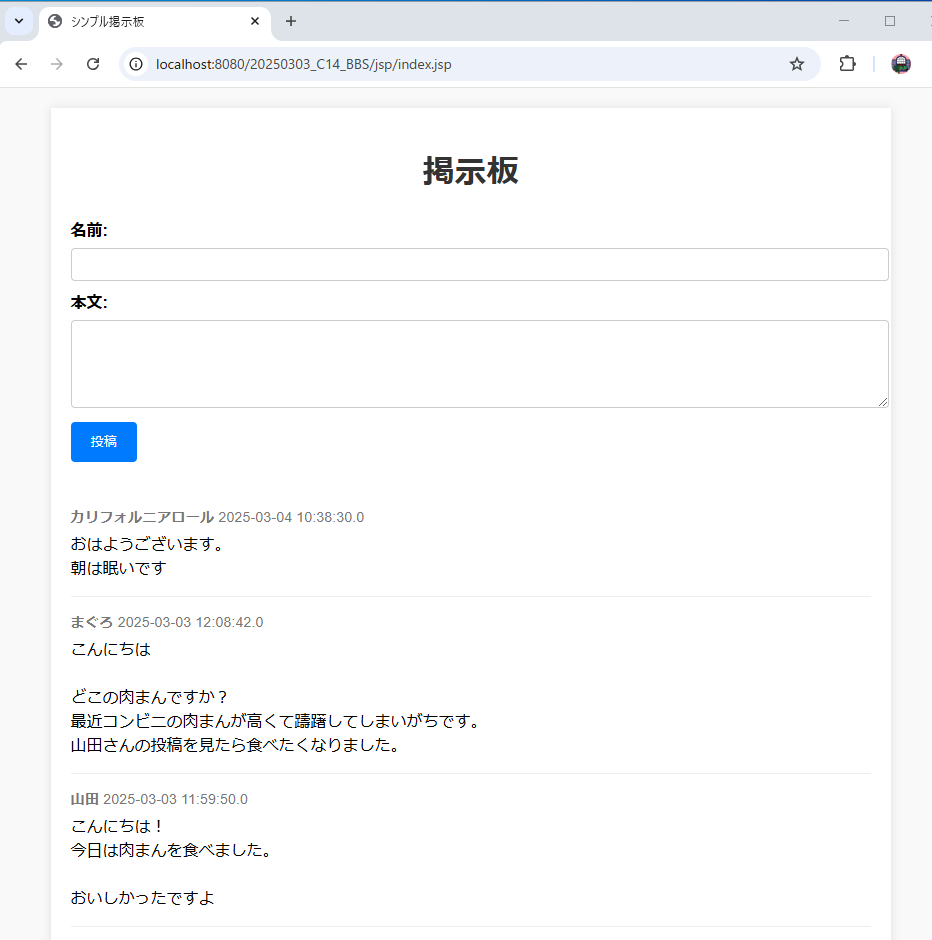 シンプル掲示板
localhost:8080/20250303_C14_BBS/jsp/index.jsp
掲示板
名前:
本文:
投稿
カリフォルニアロール 2025-03-04 10:38:30.0
おはようございます。
朝は眠いです
まぐろ 2025-03-03 12:08:42.0
こんにちは
どこの肉まんですか？
最近コンビニの肉まんが高くて躊躇してしまいがちです。
山田さんの投稿を見たら食べたくなりました。
山田 2025-03-03 11:59:50.0
こんにちは！
今日は肉まんを食べました。
おいしかったですよ